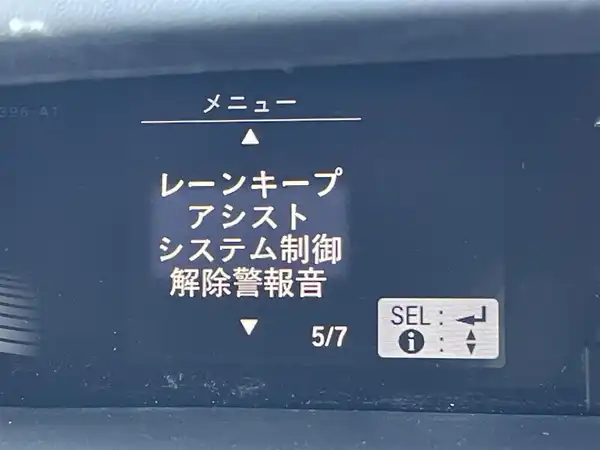 メニュー
▲
レーンキープ
アシスト
システム制御
解除警報音
▼
5/7
SEL : ↵
i : ▲▼